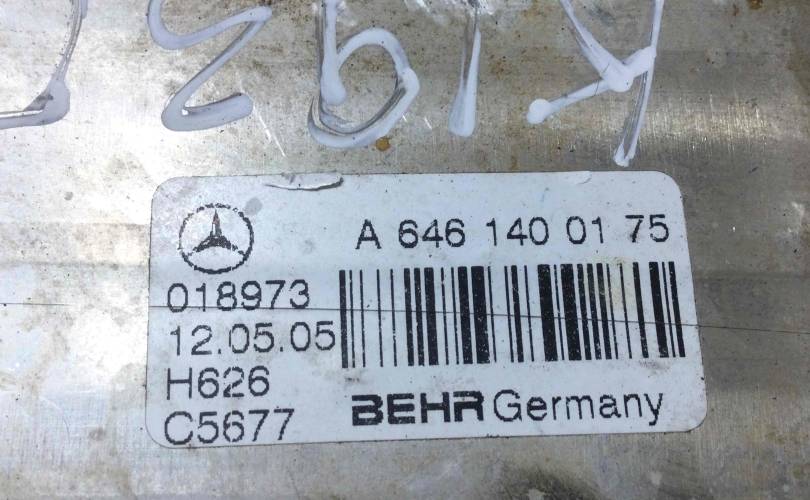 A 646 140 01 75
018973
12.05.05
H626
C5677
BEHR Germany